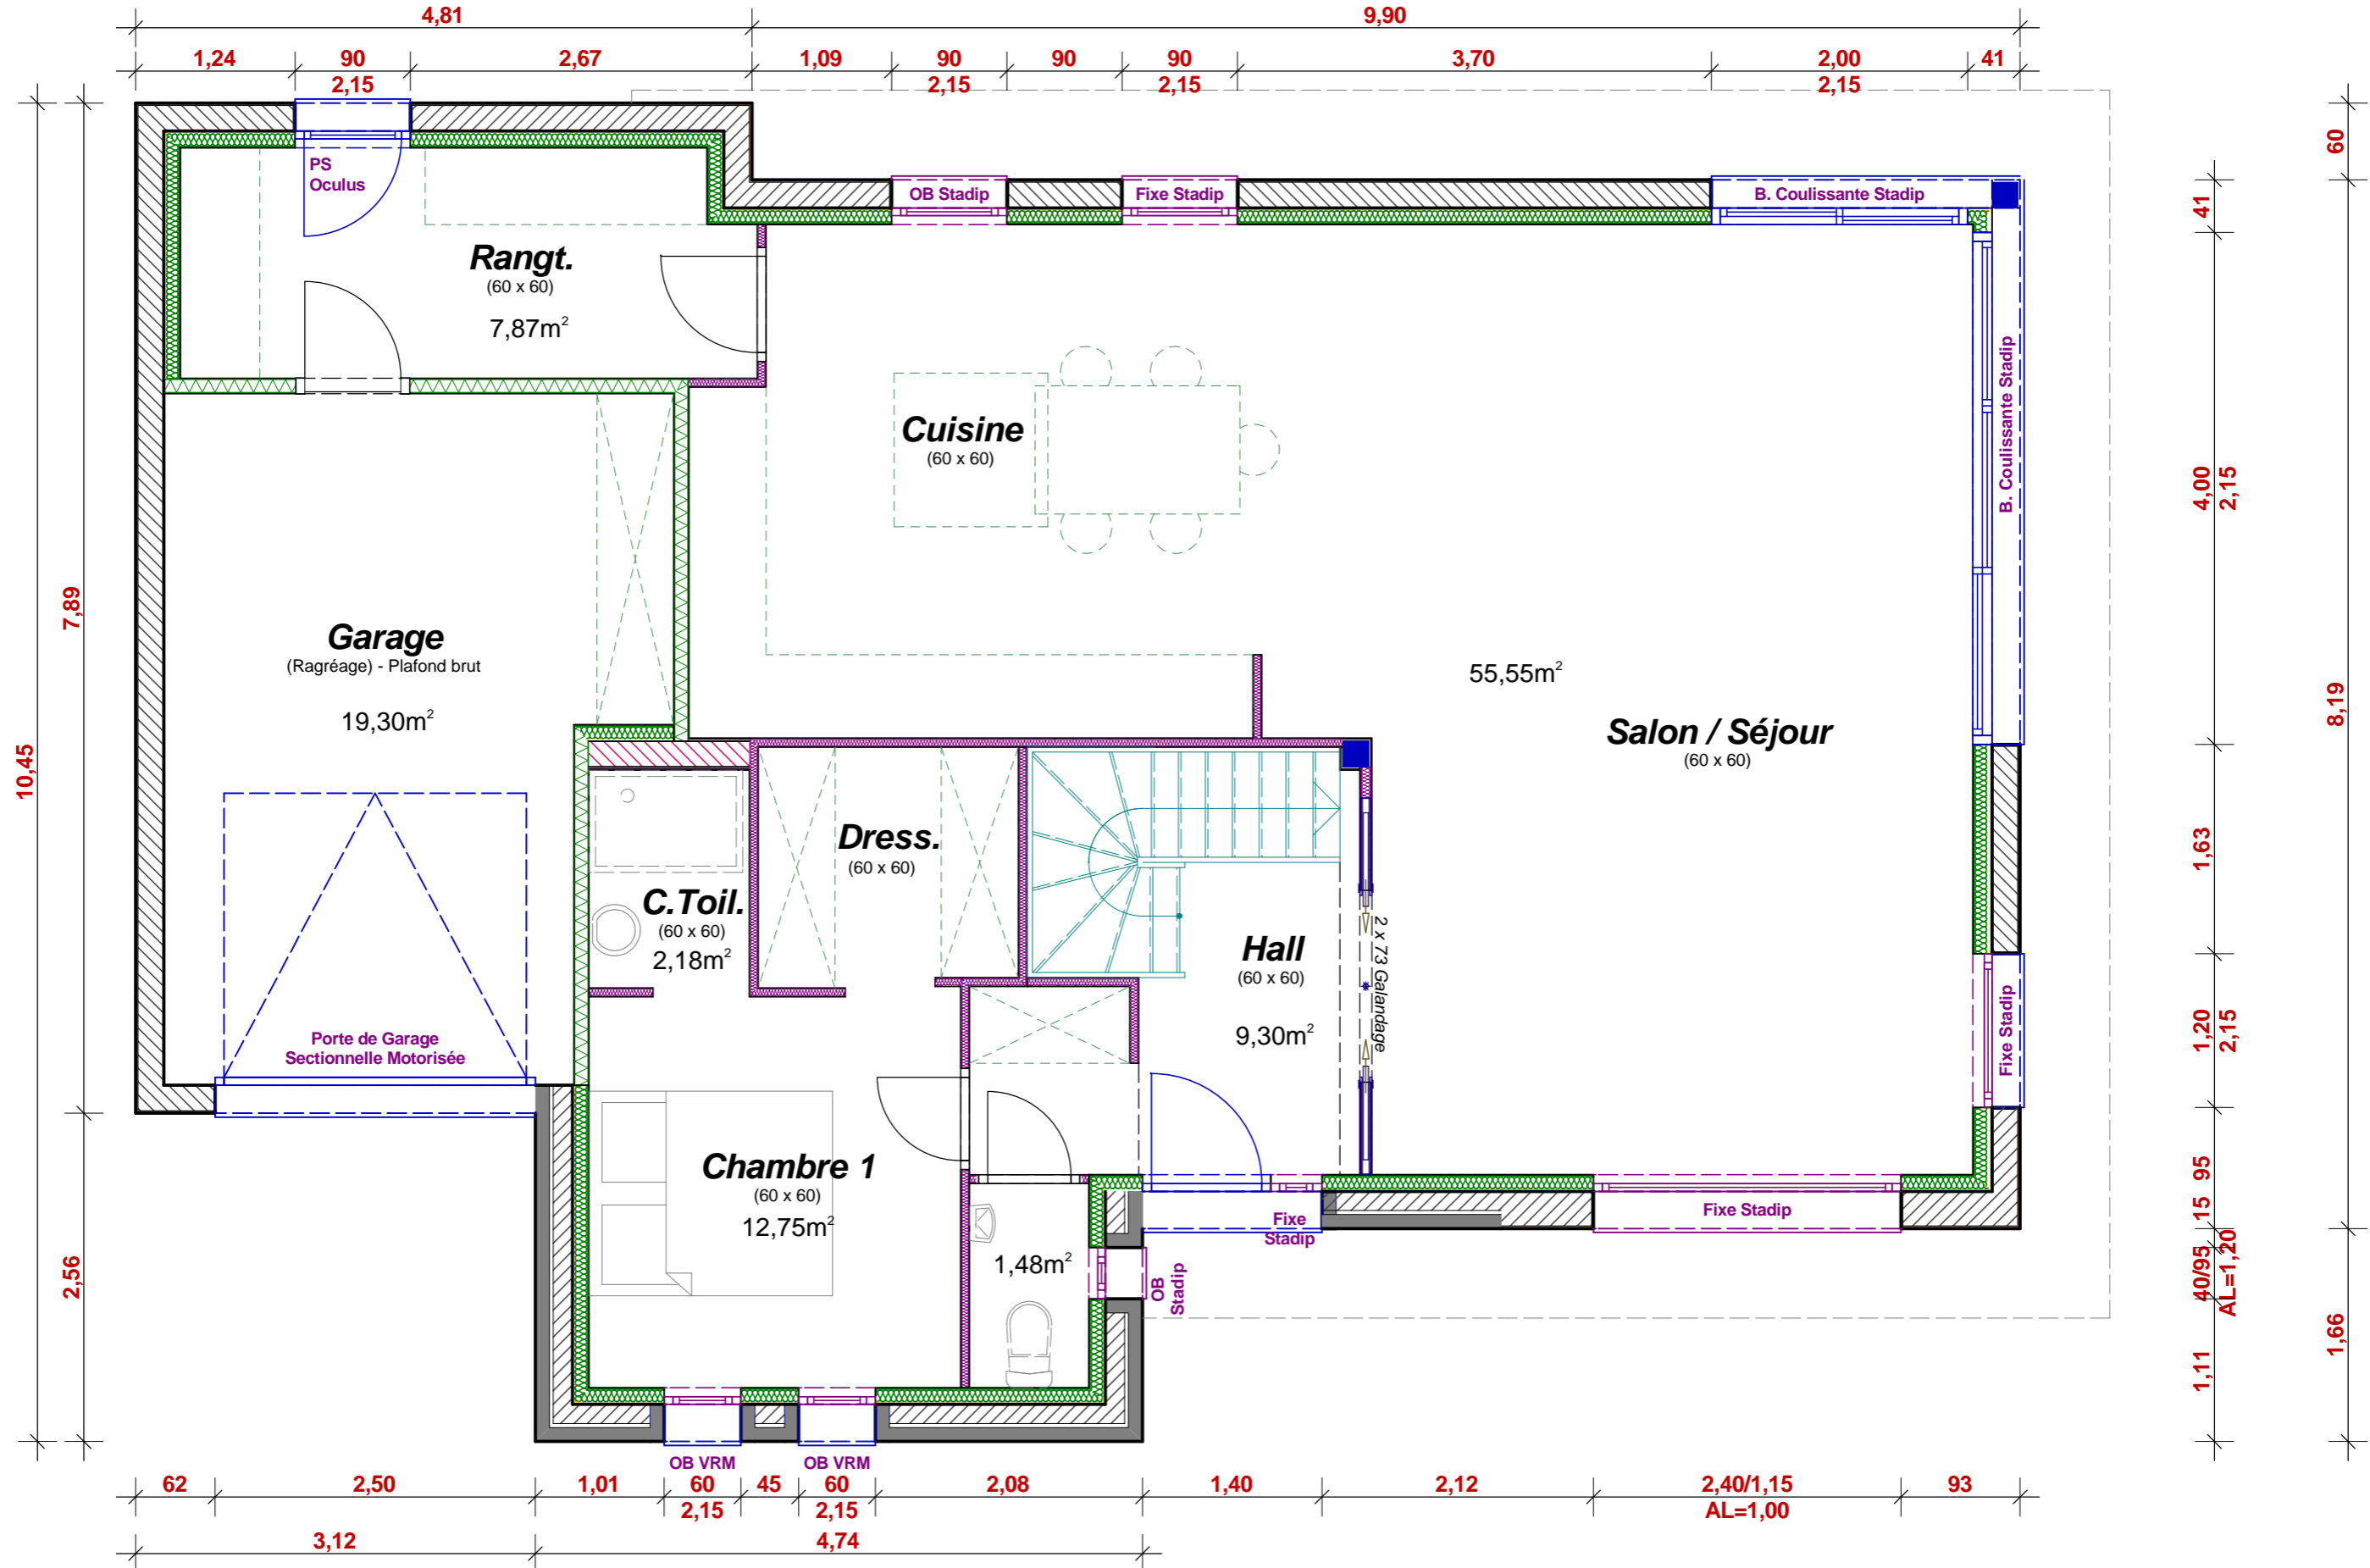 4,81 9,90
1,24 90 2,67 1,09 90 90 90 3,70 2,00 41
2,15 2,15 2,15 2,15
PS
Oculus
OB Stadip
Fixe Stadip
B. Coulissante Stadip
Rangt.
(60 x 60)
7,87m²
Cuisine
(60 x 60)
B. Coulissante Stadip
Garage
(Ragréage) - Plafond brut
19,30m²
55,55m²
Salon / Séjour
(60 x 60)
Dress.
(60 x 60)
C.Toil.
(60 x 60)
2,18m²
Hall
(60 x 60)
9,30m²
2 x 73 Galandage
Porte de Garage
Sectionnelle Motorisée
Fixe Stadip
Chambre 1
(60 x 60)
12,75m²
1,48m²
Fixe
Stadip
Fixe Stadip
OB
Stadip
OB VRM
OB VRM
10,45
7,89
2,56
41
4,00
2,15
1,63
1,20
2,15
95
15
40/95
AL=1,20
1,11
60
8,19
1,66
62 2,50 1,01 60 45 60 2,08 1,40 2,12 2,40/1,15 93
2,15 2,15 AL=1,00
3,12 4,74